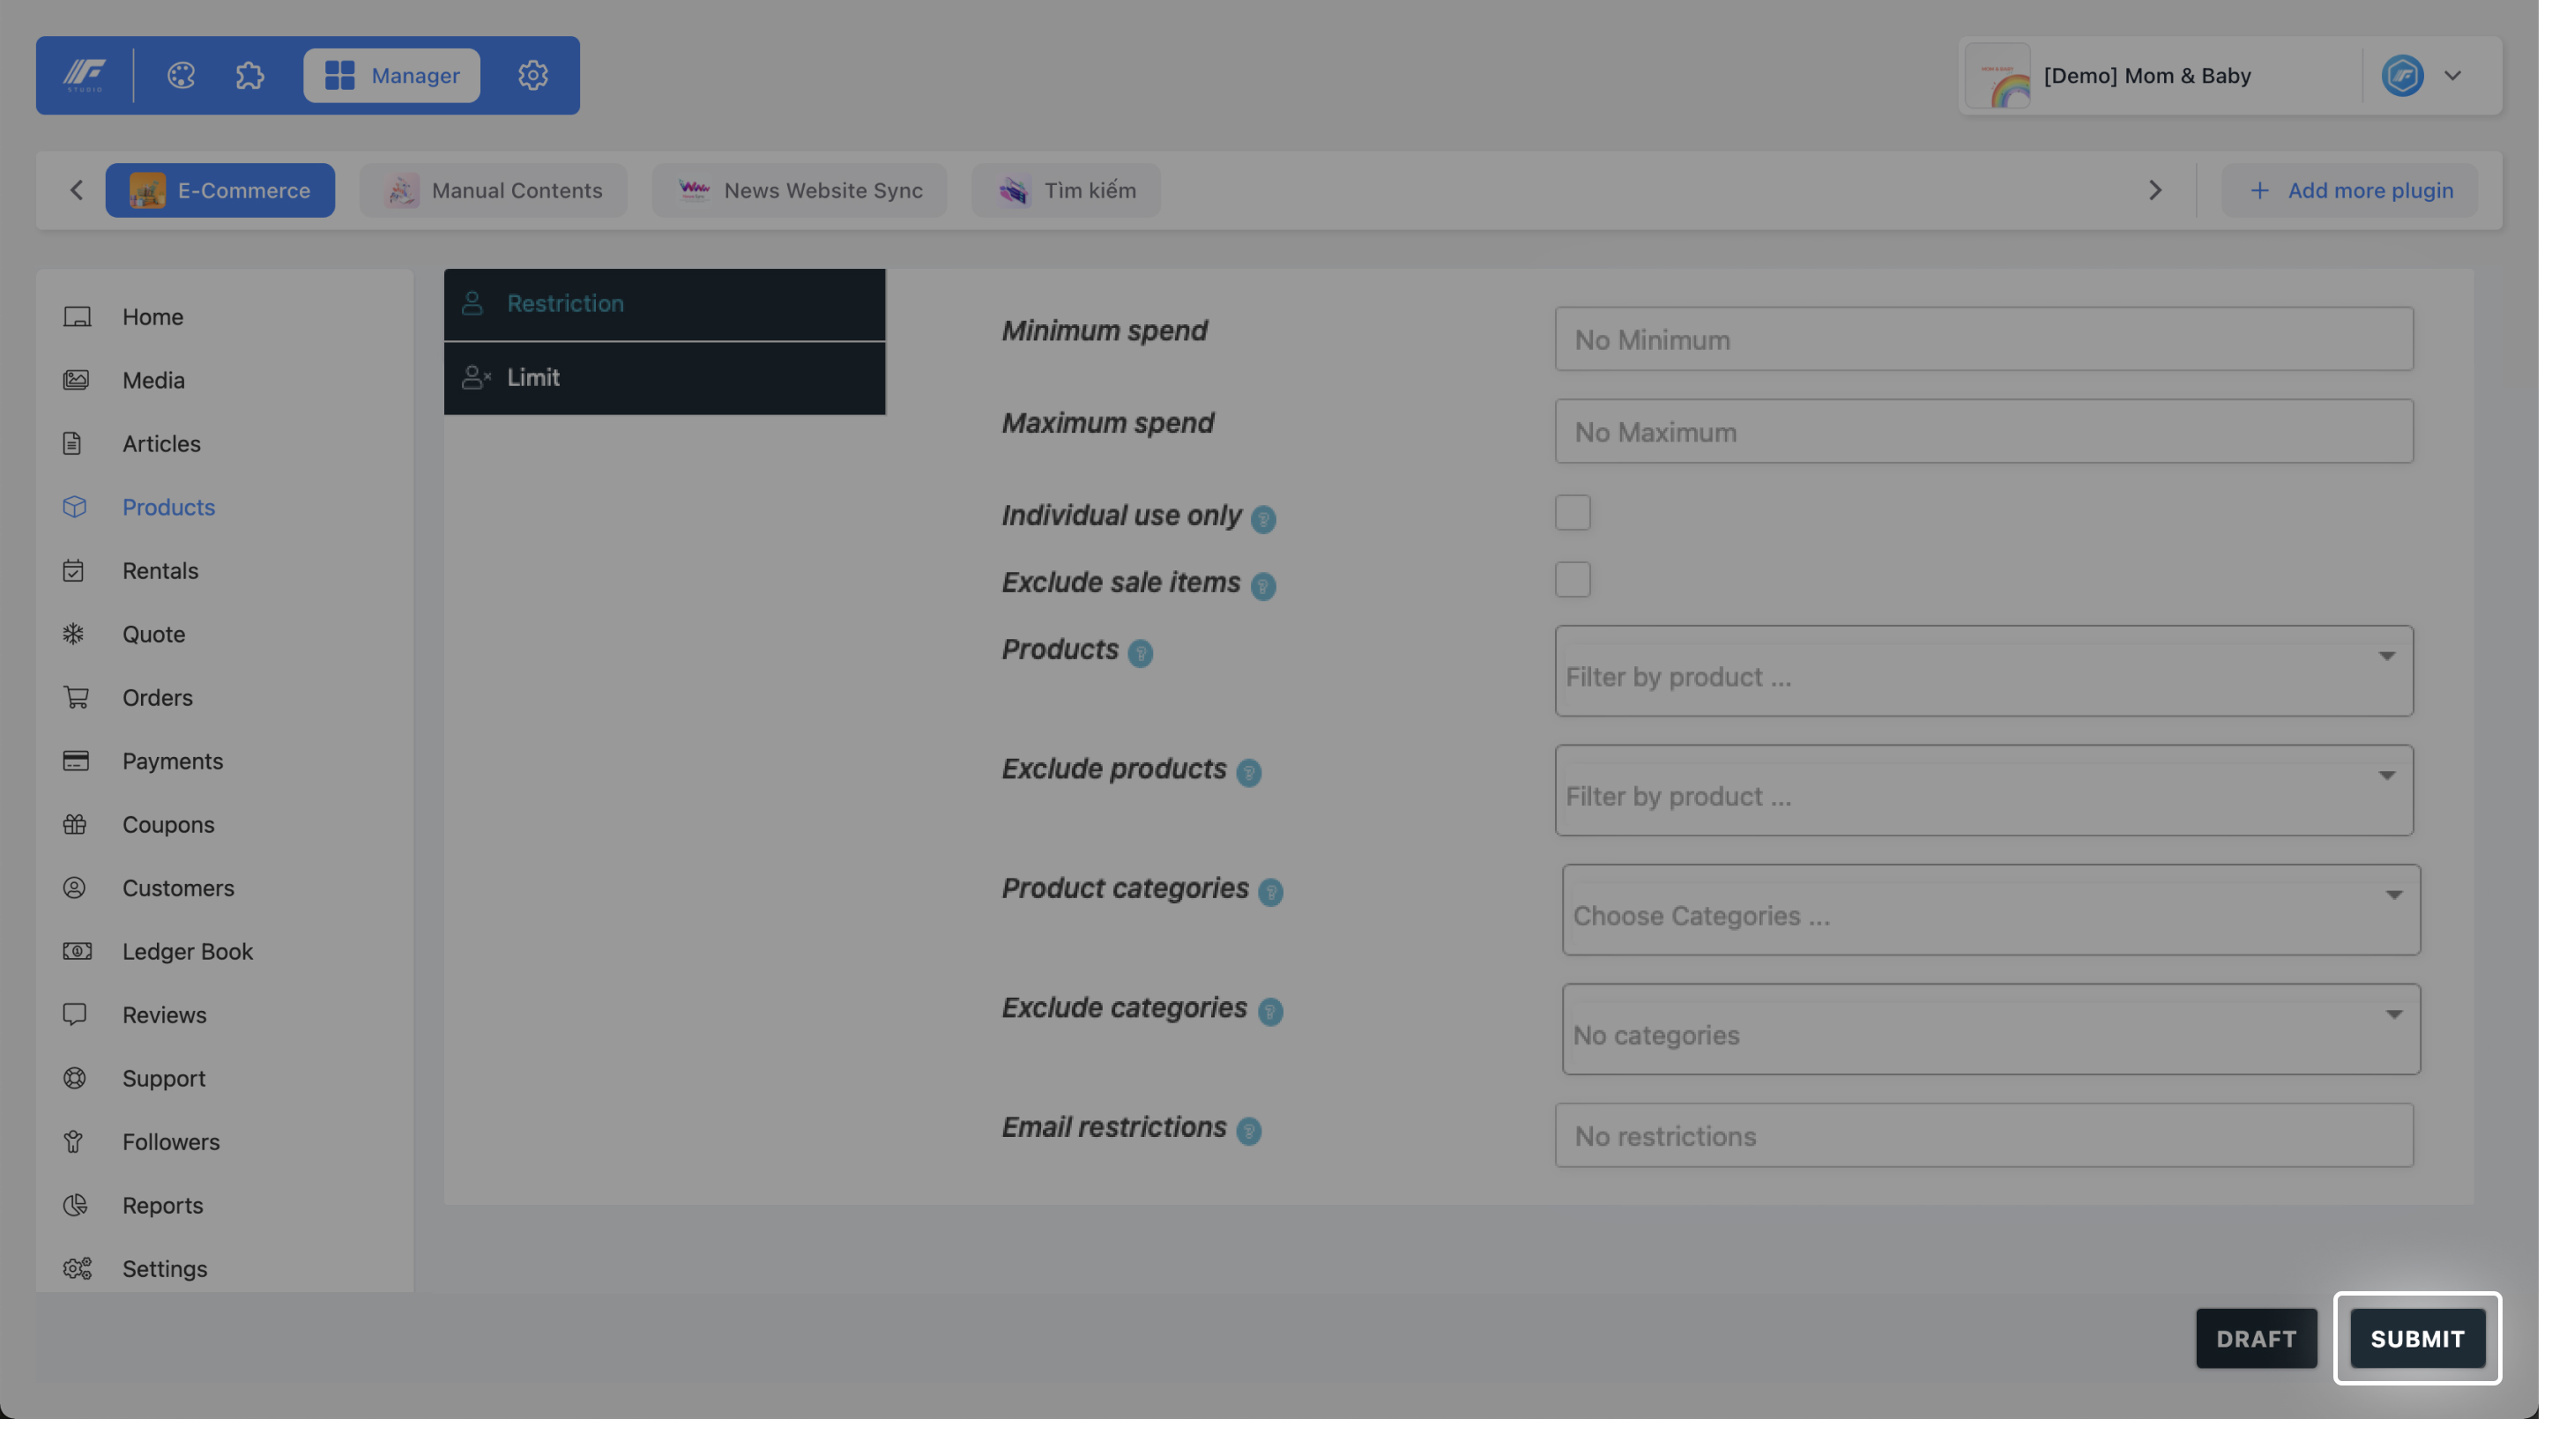 STUDIO
Manager
MOM & BABY
[Demo] Mom & Baby
E-Commerce
Manual Contents
News Website Sync
Tìm kiếm
+ Add more plugin
Home
Media
Articles
Products
Rentals
Quote
Orders
Payments
Coupons
Customers
Ledger Book
Reviews
Support
Followers
Reports
Settings
Restriction
Limit
Minimum spend
No Minimum
Maximum spend
No Maximum
Individual use only ?
Exclude sale items ?
Products ?
Filter by product ...
Exclude products ?
Filter by product ...
Product categories ?
Choose Categories ...
Exclude categories ?
No categories
Email restrictions ?
No restrictions
DRAFT
SUBMIT